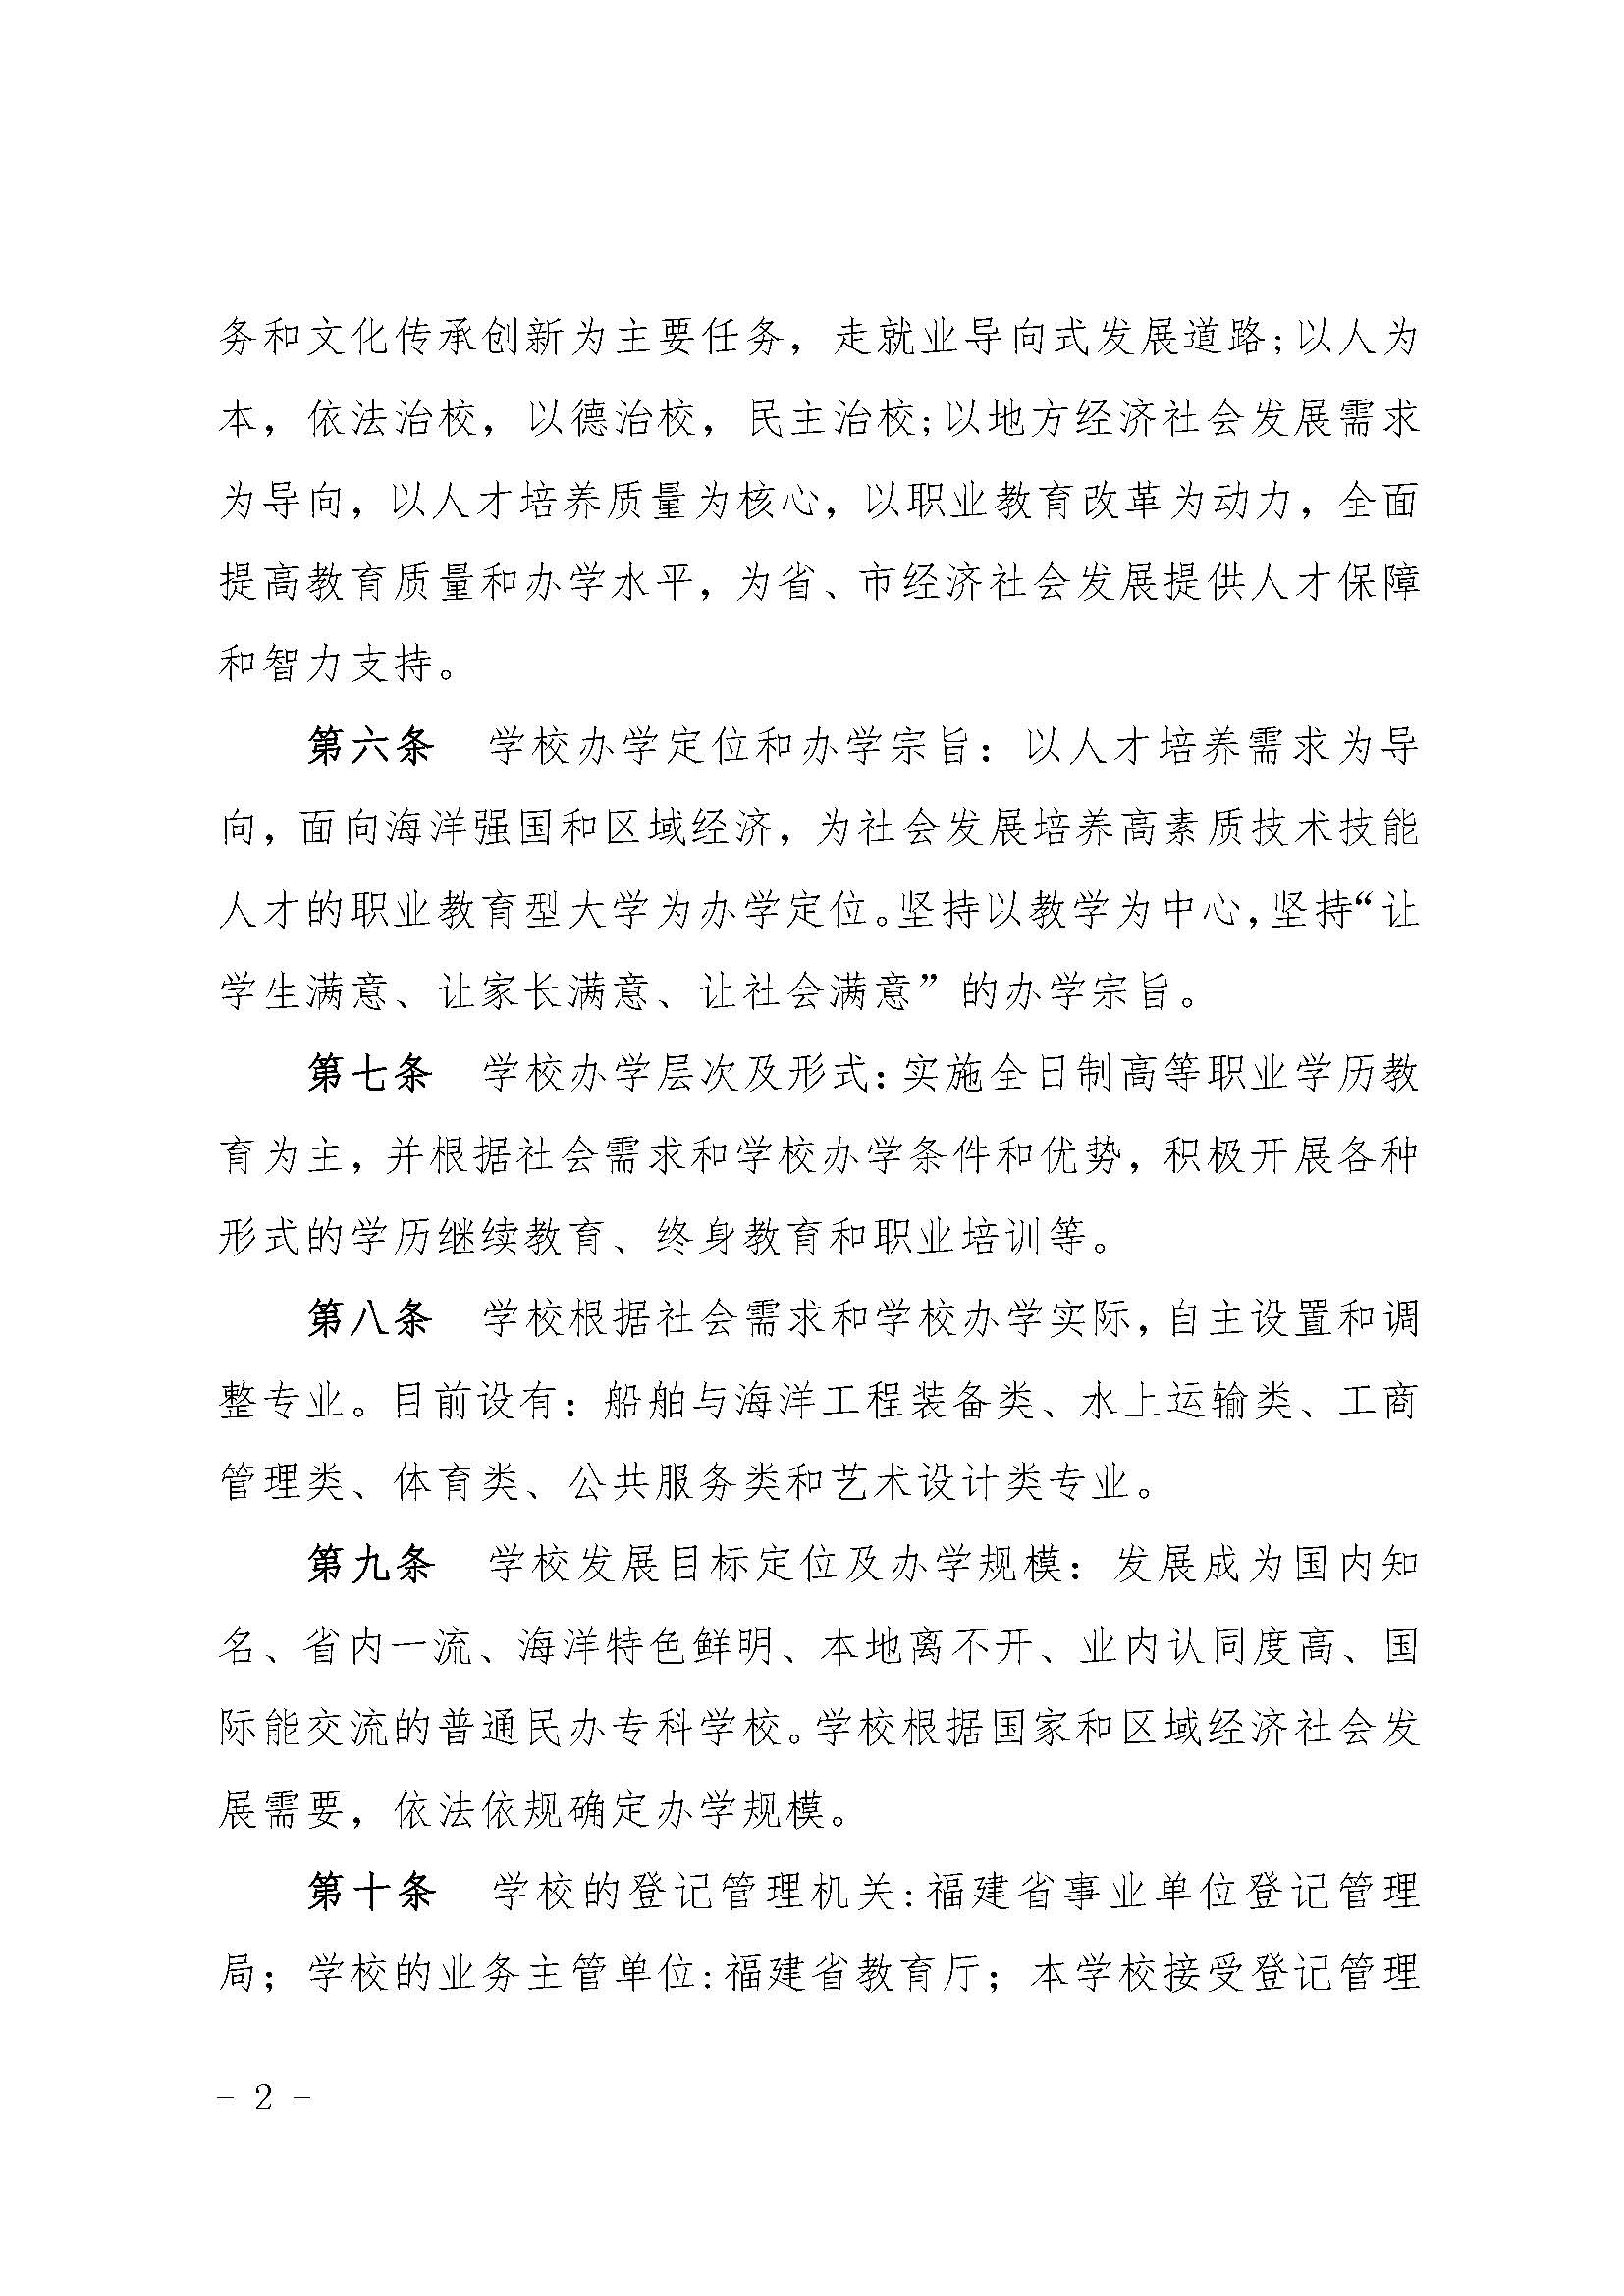 务和文化传承创新为主要任务，走就业导向式发展道路;以人为
本，依法治校，以德治校，民主治校;以地方经济社会发展需求
为导向，以人才培养质量为核心，以职业教育改革为动力，全面
提高教育质量和办学水平，为省、市经济社会发展提供人才保障
和智力支持。
第六条　学校办学定位和办学宗旨：以人才培养需求为导
向，面向海洋强国和区域经济，为社会发展培养高素质技术技能
人才的职业教育型大学为办学定位。坚持以教学为中心，坚持“让
学生满意、让家长满意、让社会满意”的办学宗旨。
第七条　学校办学层次及形式：实施全日制高等职业学历教
育为主，并根据社会需求和学校办学条件和优势，积极开展各种
形式的学历继续教育、终身教育和职业培训等。
第八条　学校根据社会需求和学校办学实际，自主设置和调
整专业。目前设有：船舶与海洋工程装备类、水上运输类、工商
管理类、体育类、公共服务类和艺术设计类专业。
第九条　学校发展目标定位及办学规模：发展成为国内知
名、省内一流、海洋特色鲜明、本地离不开、业内认同度高、国
际能交流的普通民办专科学校。学校根据国家和区域经济社会发
展需要，依法依规确定办学规模。
第十条　学校的登记管理机关:福建省事业单位登记管理
局；学校的业务主管单位:福建省教育厅；本学校接受登记管理
- 2 -